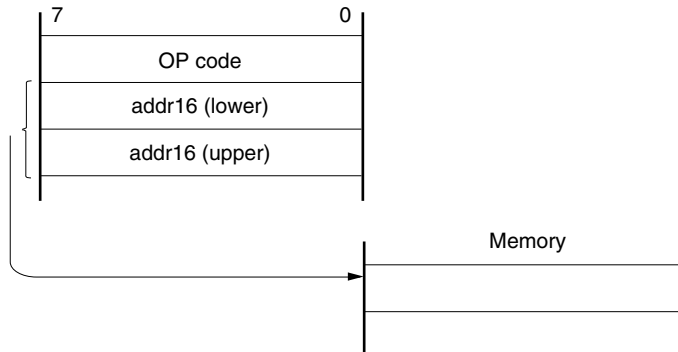 7 0
OP code
addr16 (lower)
addr16 (upper)
Memory